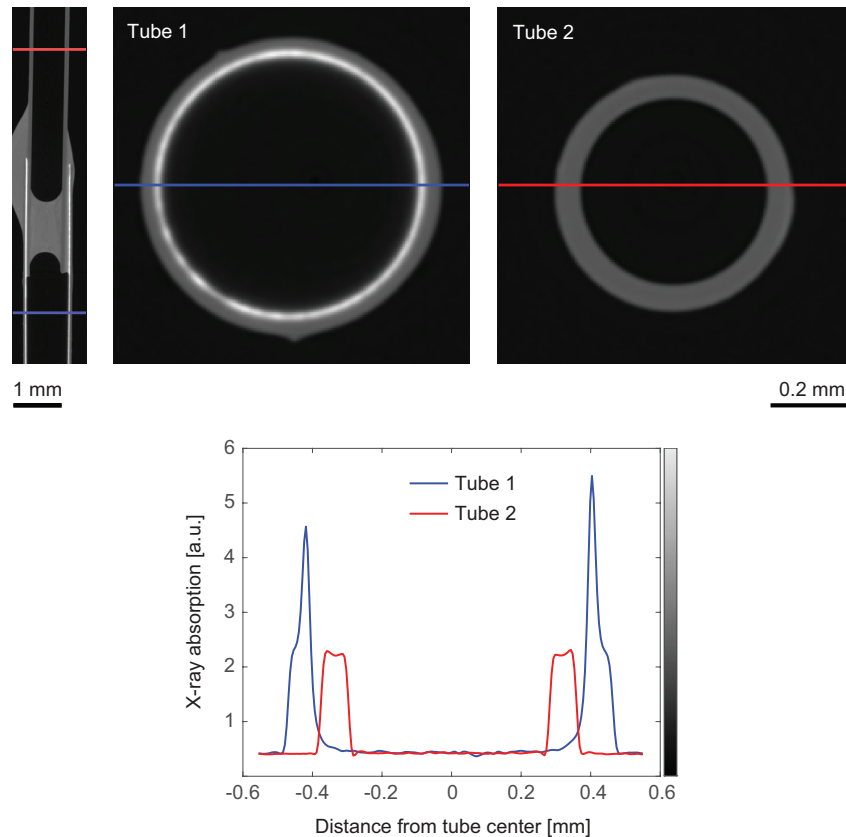 Tube 1
Tube 2
1 mm
0.2 mm
6
5
4
3
2
1
X-ray absorption [a.u.]
Tube 1
Tube 2
-0.6 -0.4 -0.2 0 0.2 0.4 0.6
Distance from tube center [mm]